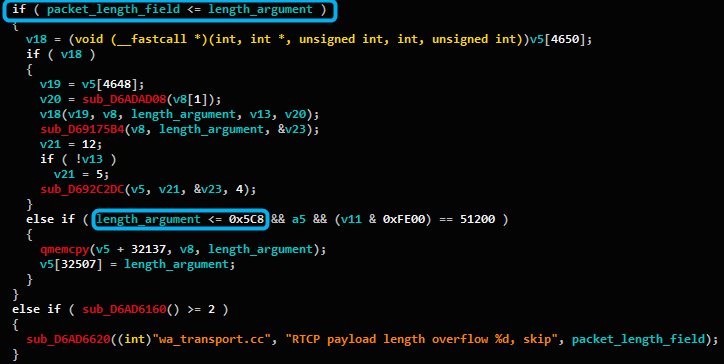 if ( packet_length_field <= length_argument )
{
v18 = (void (__fastcall *)(int, int *, unsigned int, int, unsigned int))v5[4650];
if ( v18 )
{
v19 = v5[4648];
v20 = sub_D6ADAD08(v8[1]);
v18(v19, v8, length_argument, v13, v20);
sub_D69175B4(v8, length_argument, &v23);
v21 = 12;
if ( !v13 )
v21 = 5;
sub_D692C2DC(v5, v21, &v23, 4);
}
else if ( length_argument <= 0x5C8 && a5 && (v11 & 0xFE00) == 51200 )
{
qmemcpy(v5 + 32137, v8, length_argument);
v5[32507] = length_argument;
}
}
else if ( sub_D6AD6160() >= 2 )
{
sub_D6AD6620((int)"wa_transport.cc", "RTCP payload length overflow %d, skip", packet_length_field);
}